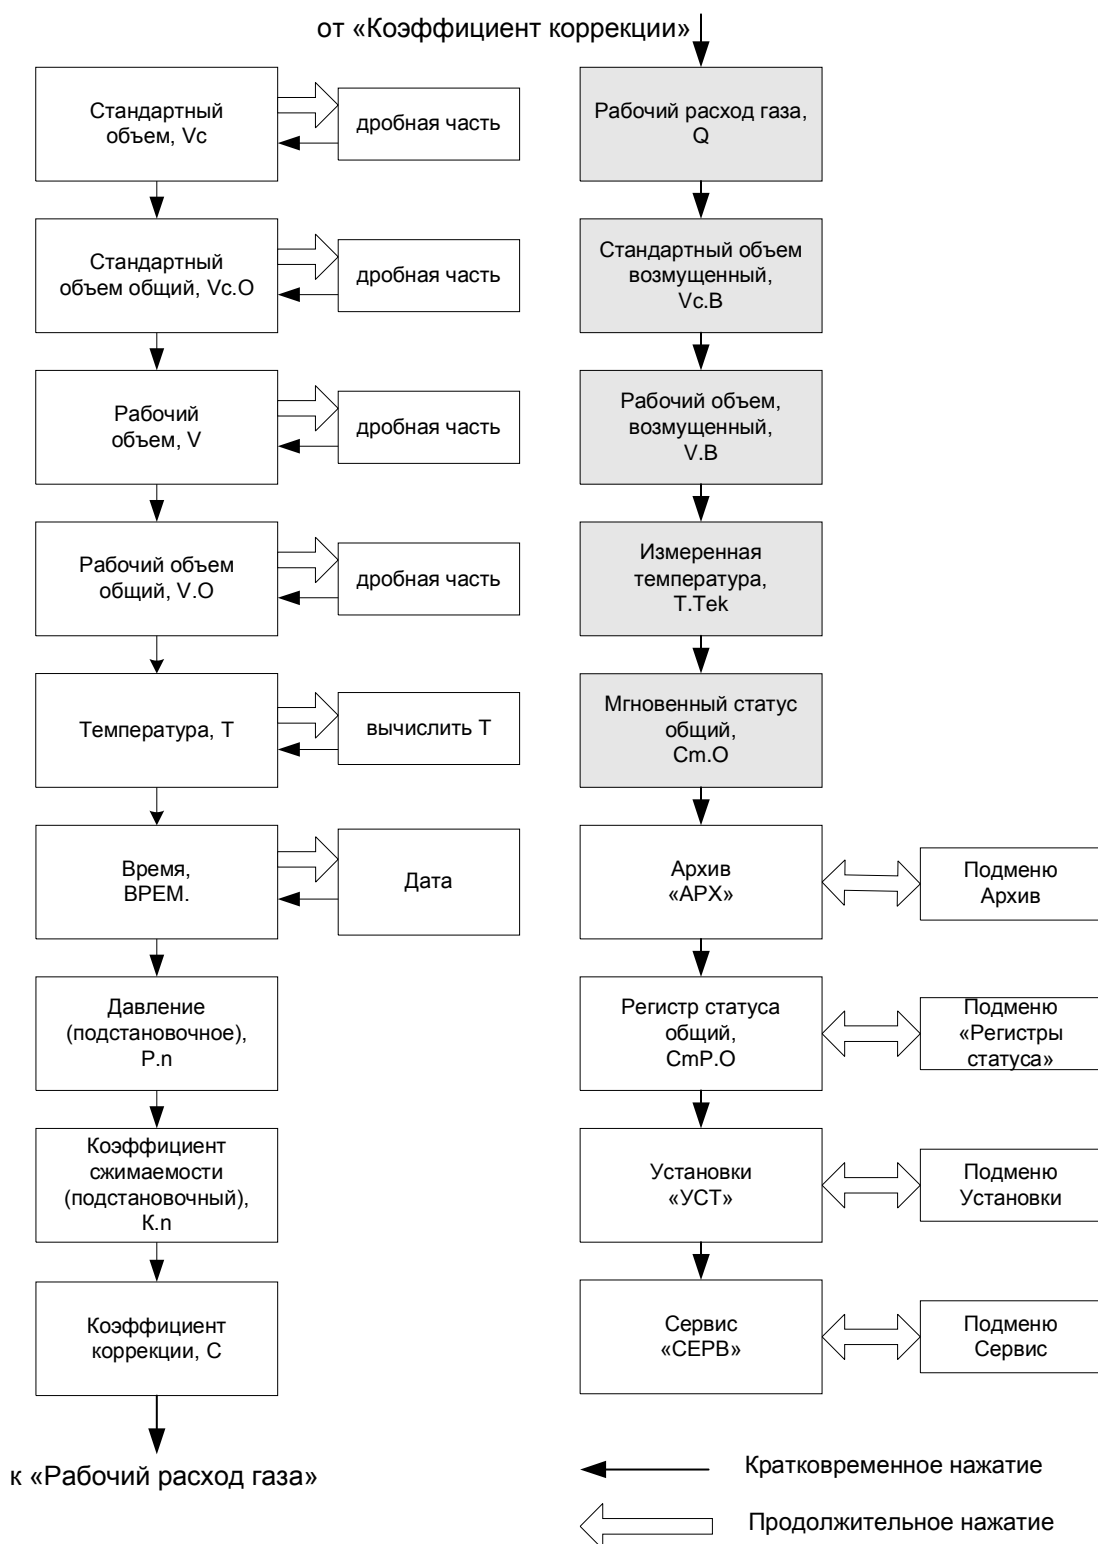 от «Коэффициент коррекции»
Стандартный
объем, Vc
дробная часть
Стандартный
объем общий, Vc.O
дробная часть
Рабочий
объем, V
дробная часть
Рабочий объем
общий, V.O
дробная часть
Температура, Т
вычислить Т
Время,
ВРЕМ.
Дата
Давление
(подстановочное),
P.n
Коэффициент
сжимаемости
(подстановочный),
К.n
Коэффициент
коррекции, С
к «Рабочий расход газа»
Рабочий расход газа,
Q
Стандартный объем
возмущенный,
Vc.B
Рабочий объем,
возмущенный,
V.B
Измеренная
температура,
T.Tek
Мгновенный статус
общий,
Cm.O
Архив
«АРХ»
Подменю
Архив
Регистр статуса
общий,
CmP.O
Подменю
«Регистры
статуса»
Установки
«УСТ»
Подменю
Установки
Сервис
«СЕРВ»
Подменю
Сервис
Кратковременное нажатие
Продолжительное нажатие